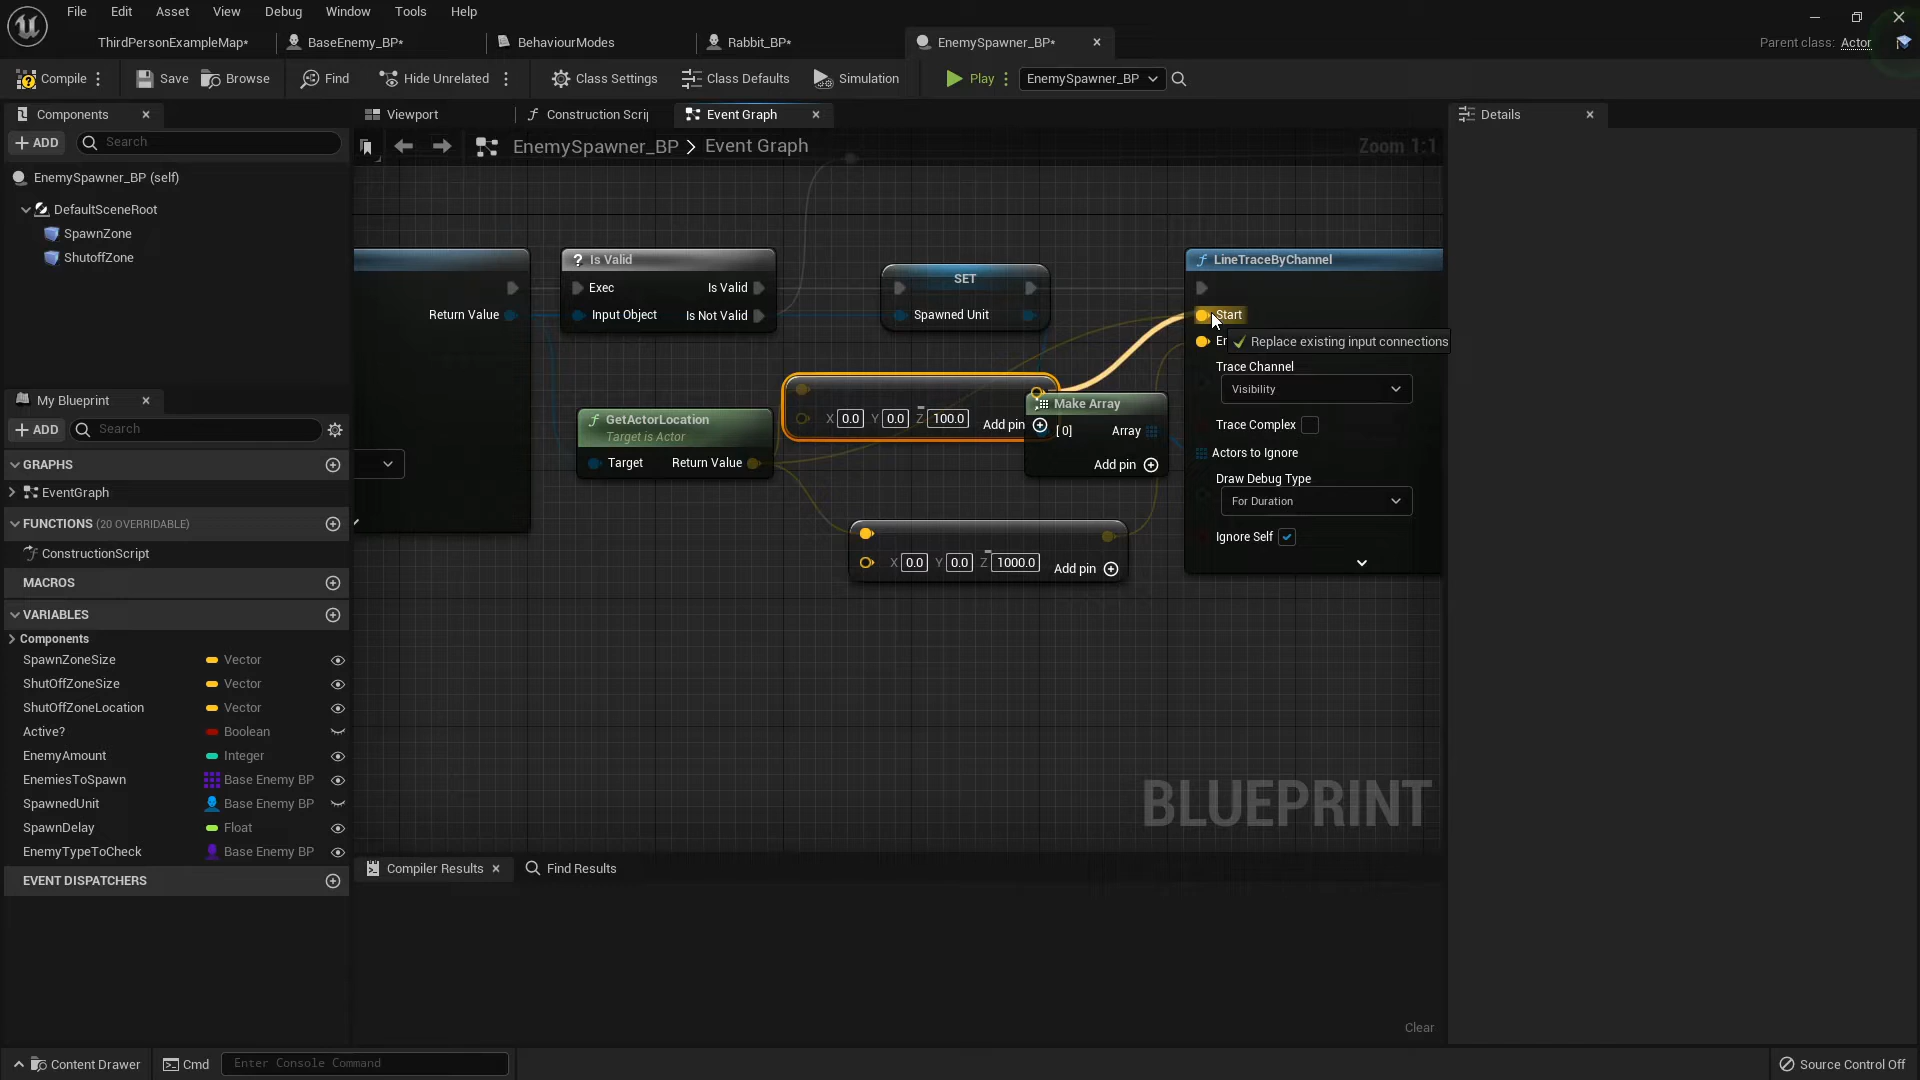 File Edit Asset View Debug Window Tools Help
ThirdPersonExampleMap* BaseEnemy_BP* BehaviourModes Rabbit_BP* EnemySpawner_BP* Parent class: Actor
Compile Save Browse Find Hide Unrelated Class Settings Class Defaults Simulation Play EnemySpawner_BP
Components Viewport Construction Scri Event Graph Details
ADD Search EnemySpawner_BP > Event Graph Zoom 1:1
EnemySpawner_BP (self)
DefaultSceneRoot
SpawnZone
ShutoffZone
Return Value
? Is Valid
Exec Is Valid
Input Object Is Not Valid
SET
Spawned Unit
f LineTraceByChannel
Start
Replace existing input connections
Trace Channel
Visibility
Trace Complex
Actors to Ignore
Draw Debug Type
For Duration
Ignore Self
f GetActorLocation
Target is Actor
Target Return Value
X 0.0 Y 0.0 Z 100.0 Add pin
Make Array
[0] Array
Add pin
X 0.0 Y 0.0 Z 1000.0 Add pin
BLUEPRINT
My Blueprint
ADD Search
GRAPHS
EventGraph
FUNCTIONS (20 OVERRIDABLE)
ConstructionScript
MACROS
VARIABLES
Components
SpawnZoneSize Vector
ShutOffZoneSize Vector
ShutOffZoneLocation Vector
Active? Boolean
EnemyAmount Integer
EnemiesToSpawn Base Enemy BP
SpawnedUnit Base Enemy BP
SpawnDelay Float
EnemyTypeToCheck Base Enemy BP
EVENT DISPATCHERS
Compiler Results Find Results
Clear
Content Drawer Cmd Enter Console Command Source Control Off